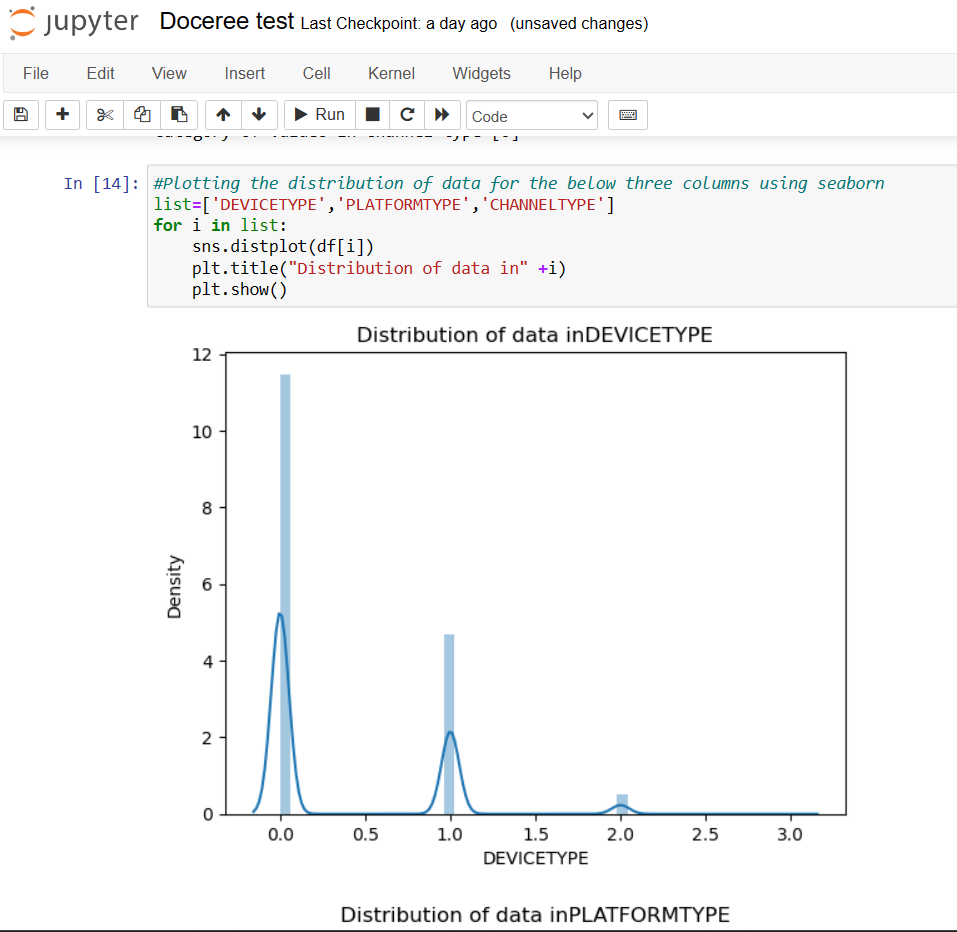 jupyter Doceree test Last Checkpoint: a day ago (unsaved changes)
File Edit View Insert Cell Kernel Widgets Help
Run Code
In [14]: #Plotting the distribution of data for the below three columns using seaborn
list=['DEVICETYPE','PLATFORMTYPE','CHANNELTYPE']
for i in list:
    sns.distplot(df[i])
    plt.title("Distribution of data in" +i)
    plt.show()
Distribution of data inDEVICETYPE
12
10
8
6
4
2
0
Density
0.0 0.5 1.0 1.5 2.0 2.5 3.0
DEVICETYPE
Distribution of data inPLATFORMTYPE